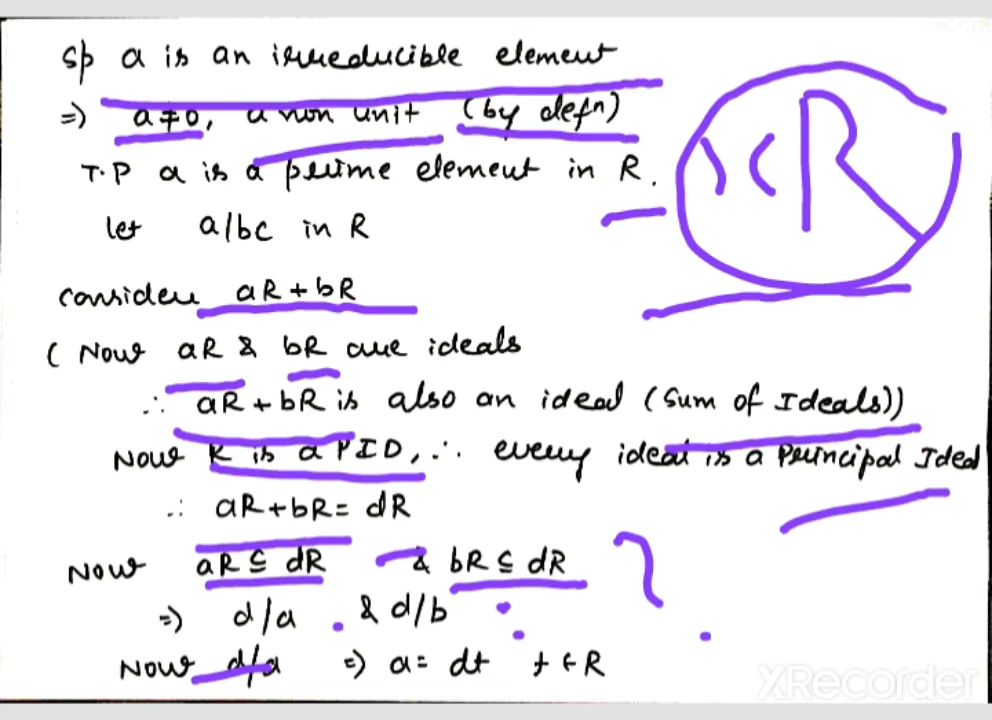 Sp a is an irreducible element
=) a≠0, a non unit (by defⁿ)
T.P a is a prime element in R.
let a/bc in R
R
consider aR + bR
( Now aR & bR are ideals
∴ aR + bR is also an ideal (Sum of Ideals))
Now R is a PID, ∴ every ideal is a Principal Ideal
∴ aR+bR = dR
Now aR ⊆ dR & bR ⊆ dR
=) d/a & d/b
Now d/a =) a = dt t ∈ R
XRecorder